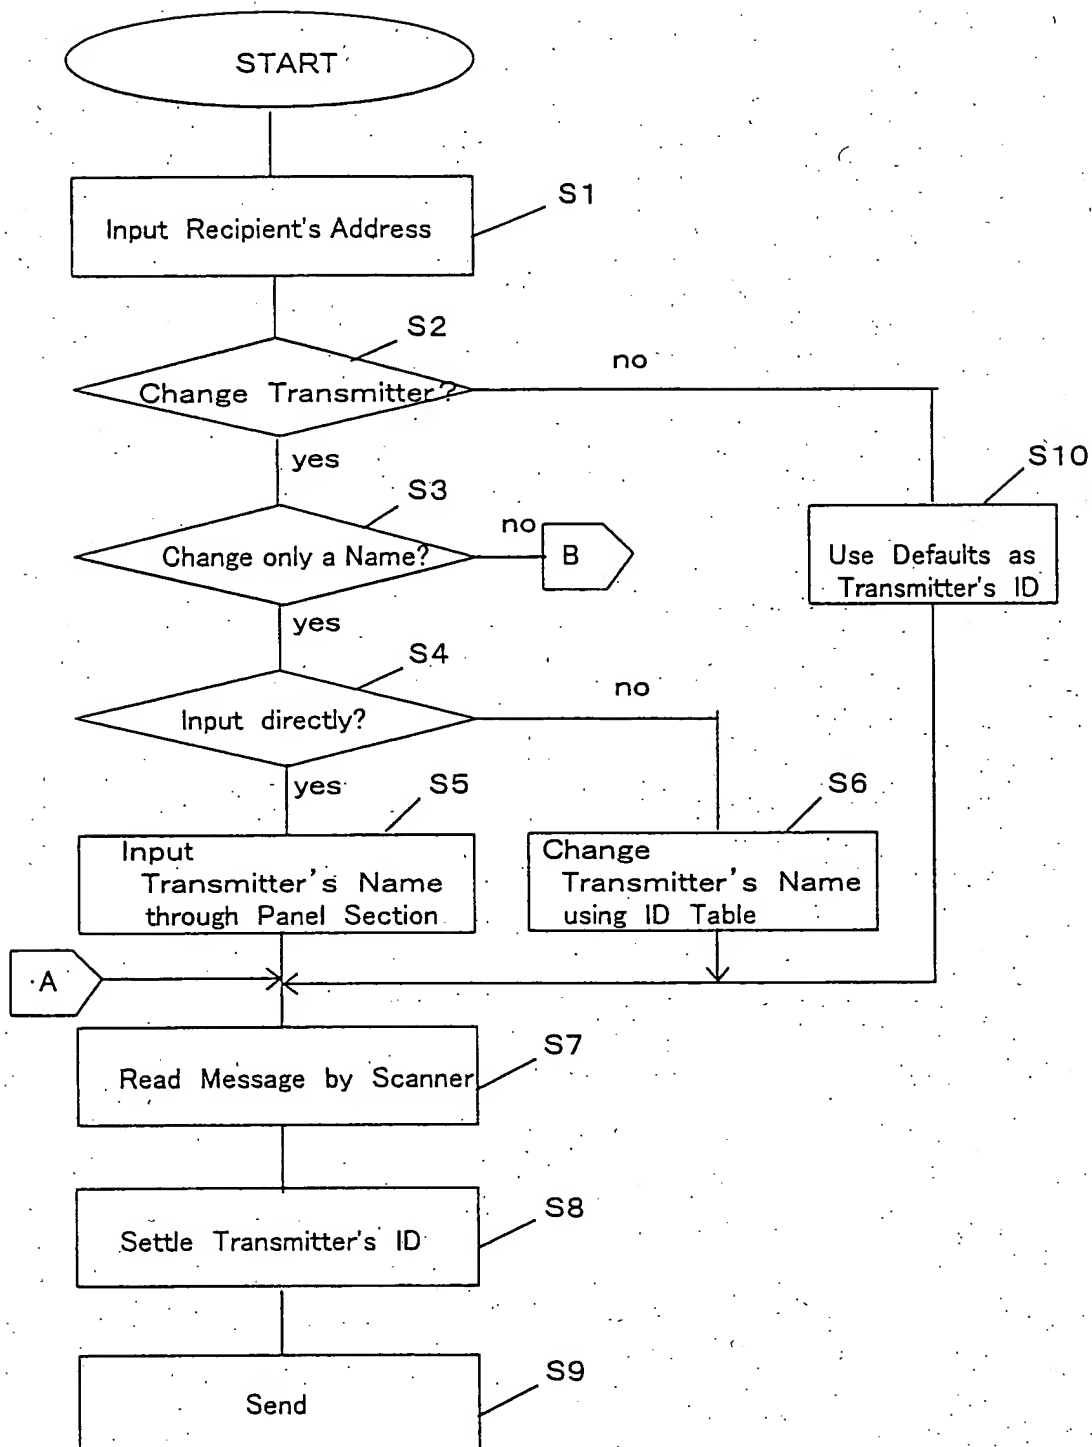 START
Input Recipient's Address
S1
S2
Change Transmitter?
no
yes
S10
Use Defaults as
Transmitter's ID
S3
Change only a Name?
no
B
yes
S4
Input directly?
no
yes
S5
Input
Transmitter's Name
through Panel Section
S6
Change
Transmitter's Name
using ID Table
A
S7
Read Message by Scanner
S8
Settle Transmitter's ID
S9
Send